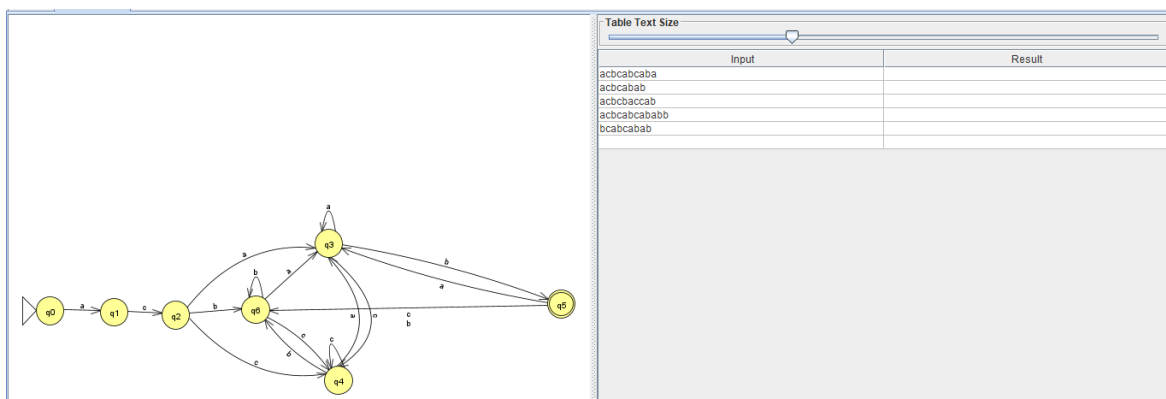 Table Text Size
Input Result
acbcabcaba
acbcabab
acbcbaccab
acbcabcababb
bcabcabab
a
q3
a
b
b
a
a
q0
a
q1
c
q2
b
q6
q5
c
b
a
c
c
b
c
c
q4